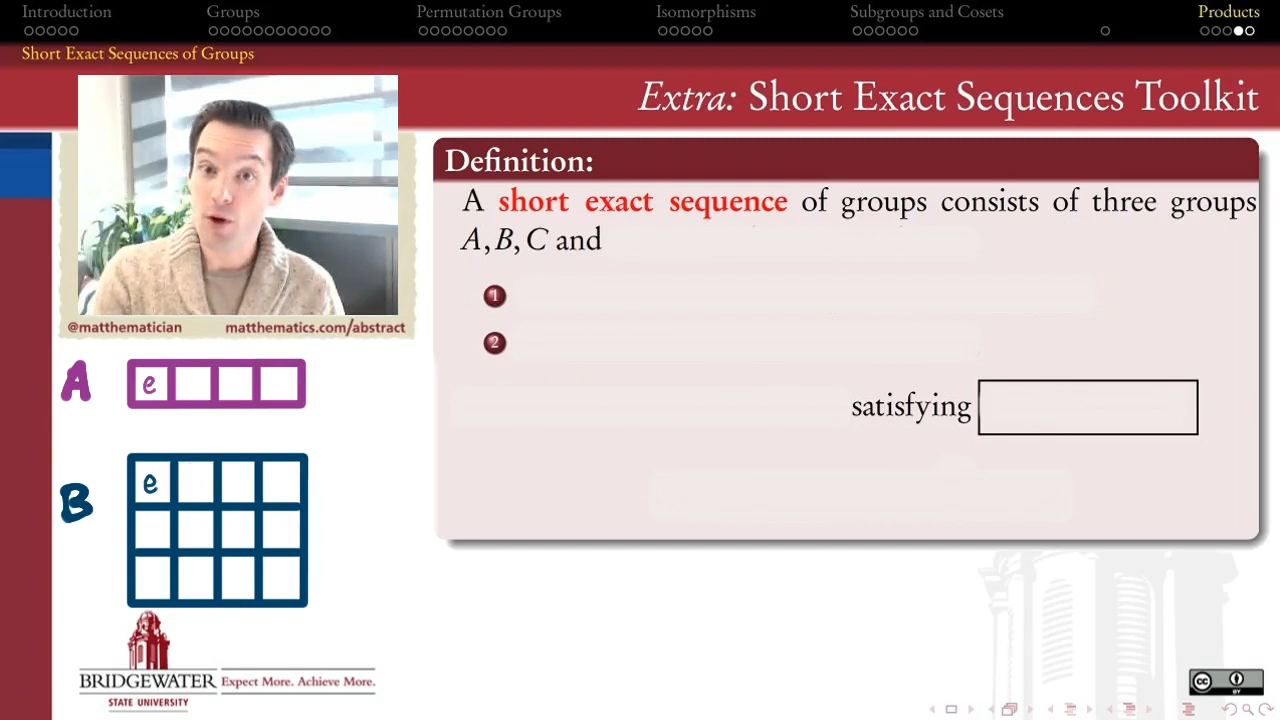 Introduction Groups Permutation Groups Isomorphisms Subgroups and Cosets Products
Short Exact Sequences of Groups
Extra: Short Exact Sequences Toolkit
Definition:
A short exact sequence of groups consists of three groups
A, B, C and
1
2
satisfying
@matthematician matthematics.com/abstract
A e
B e
BRIDGEWATER Expect More. Achieve More.
STATE UNIVERSITY
CC BY